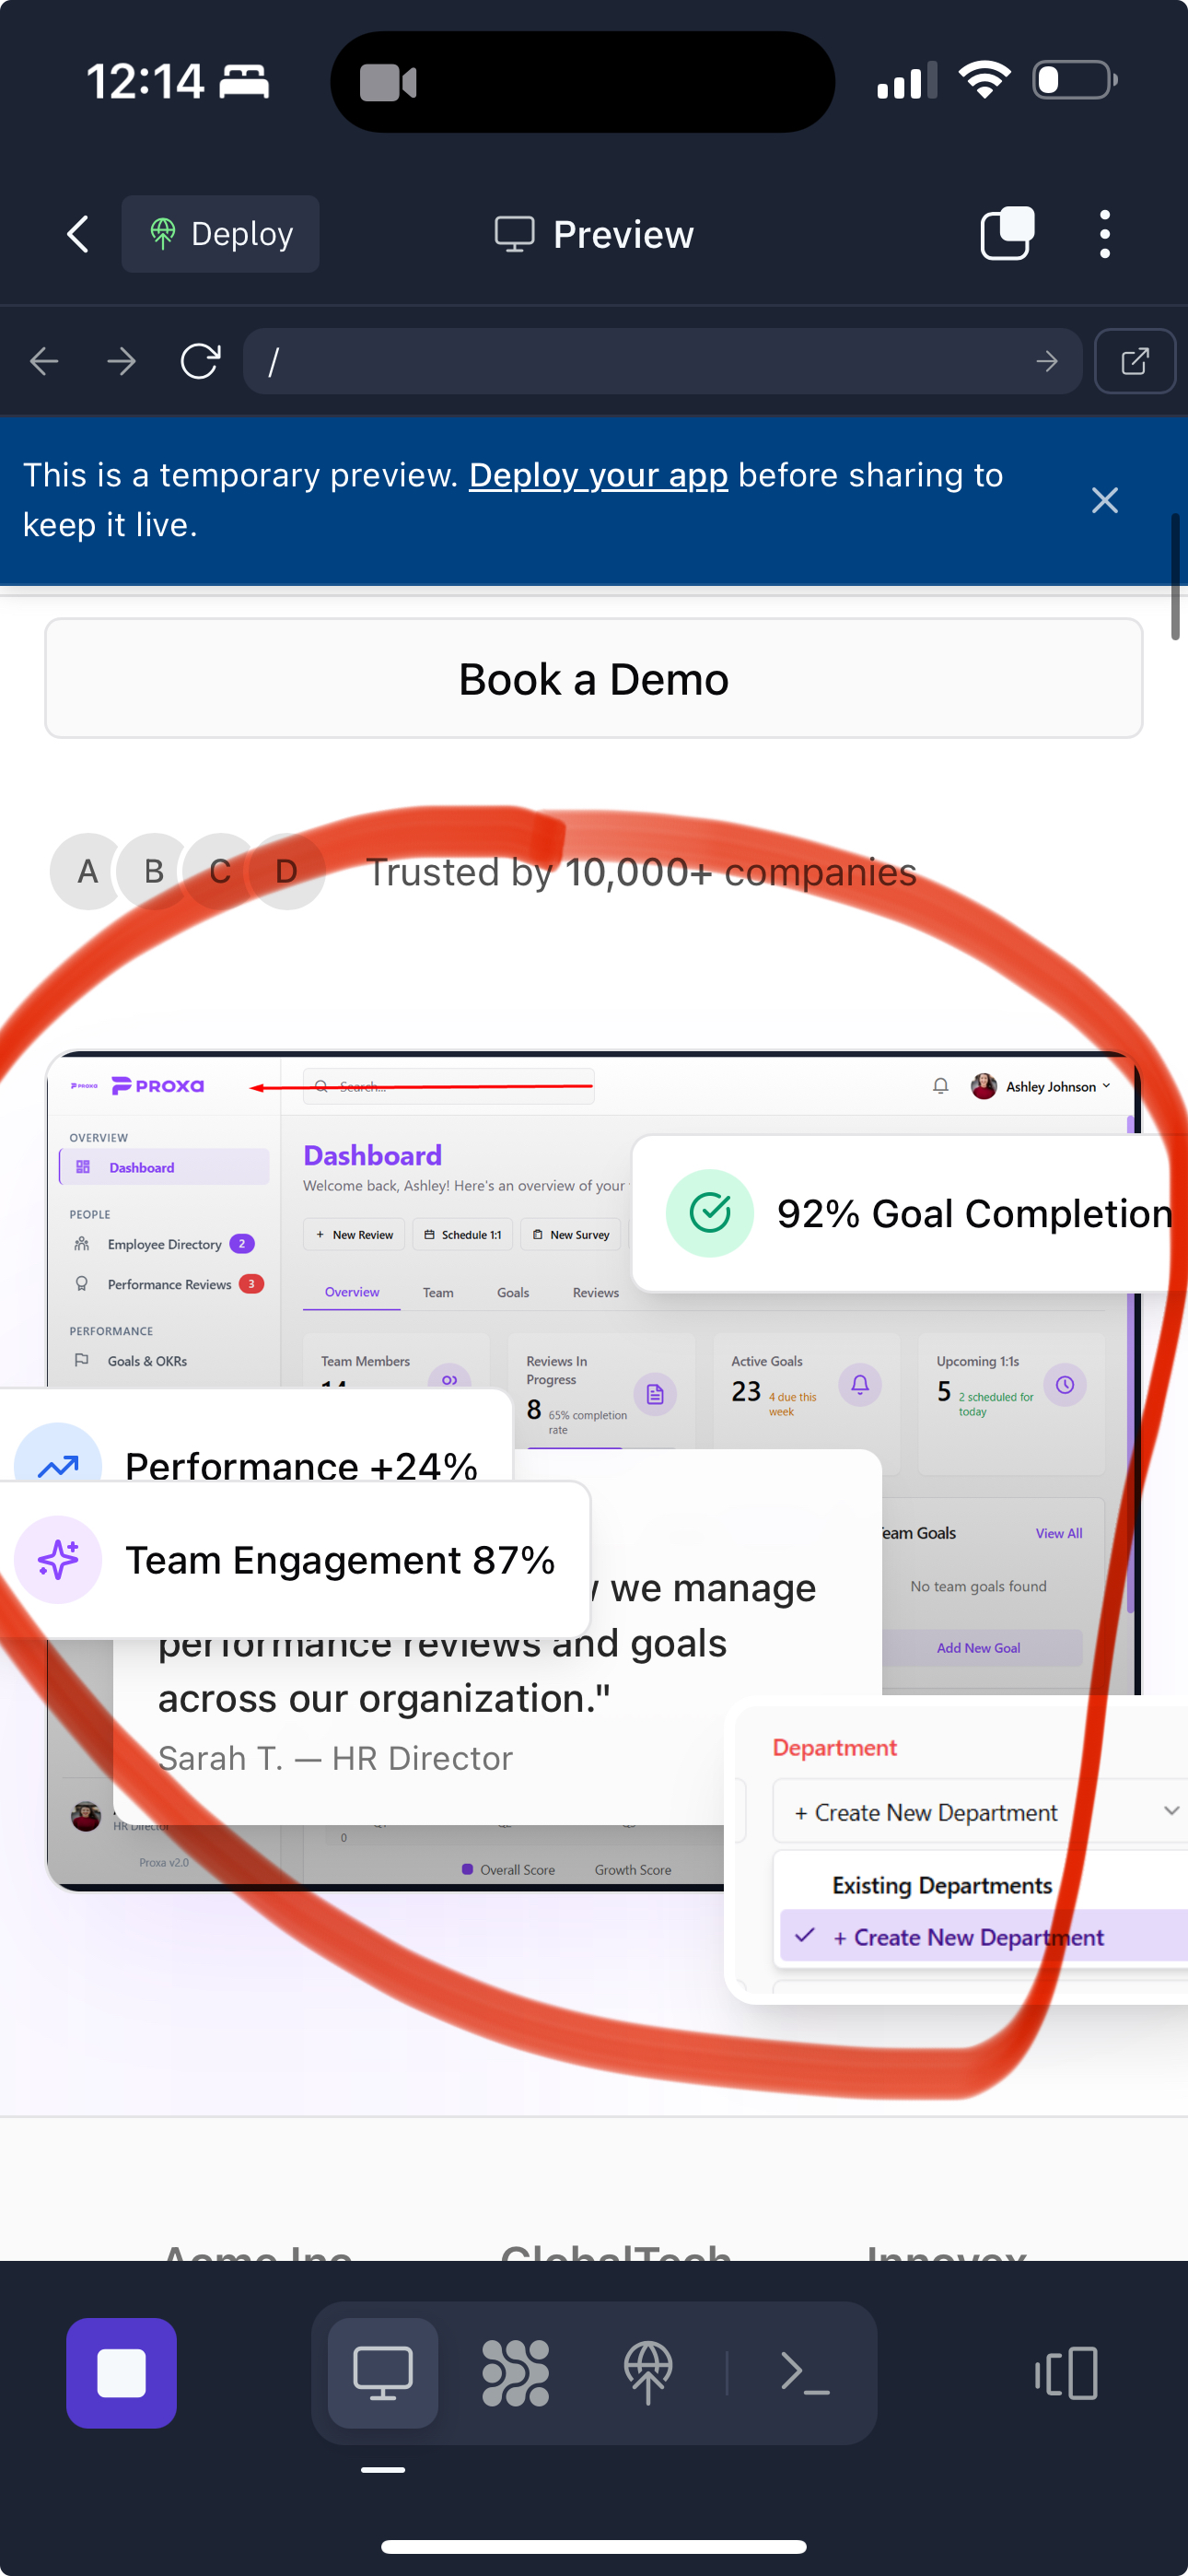 12:14
Deploy
Preview
/
This is a temporary preview. Deploy your app before sharing to
keep it live.
Book a Demo
A B C D Trusted by 10,000+ companies
PROXA PROXA
Search...
Ashley Johnson
OVERVIEW
Dashboard
PEOPLE
Employee Directory 2
Performance Reviews 3
PERFORMANCE
Goals & OKRs
Dashboard
Welcome back, Ashley! Here's an overview of your
+ New Review
Schedule 1:1
New Survey
92% Goal Completion
Overview Team Goals Reviews
Team Members
14
Reviews In
Progress
8 65% completion
rate
Active Goals
23 4 due this
week
Upcoming 1:1s
5 2 scheduled for
today
Performance +24%
Team Engagement 87%
we manage
performance reviews and goals
across our organization."
Sarah T. — HR Director
Team Goals View All
No team goals found
Add New Goal
HR Director
Proxa v2.0
0
Overall Score Growth Score
Department
+ Create New Department
Existing Departments
+ Create New Department
Acme Inc GlobalTech Innovex